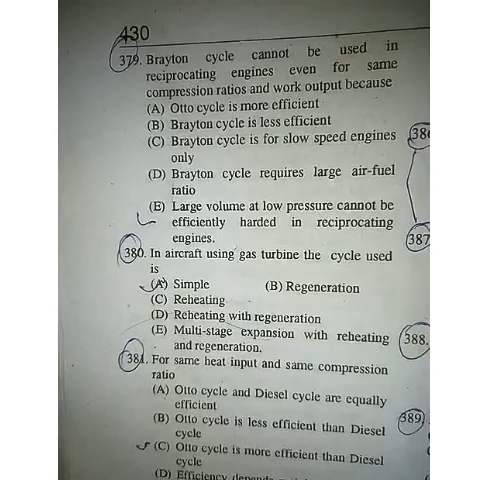 430
379. Brayton cycle cannot be used in
reciprocating engines even for same
compression ratios and work output because
(A) Otto cycle is more efficient
(B) Brayton cycle is less efficient
(C) Brayton cycle is for slow speed engines
only
(D) Brayton cycle requires large air-fuel
ratio
(E) Large volume at low pressure cannot be
efficiently harded in reciprocating
engines.
380. In aircraft using gas turbine the cycle used
is
(A) Simple (B) Regeneration
(C) Reheating
(D) Reheating with regeneration
(E) Multi-stage expansion with reheating
and regeneration.
381. For same heat input and same compression
ratio
(A) Otto cycle and Diesel cycle are equally
efficient
(B) Otto cycle is less efficient than Diesel
cycle
(C) Otto cycle is more efficient than Diesel
cycle
(D) Efficiency depends
387
388.
389.